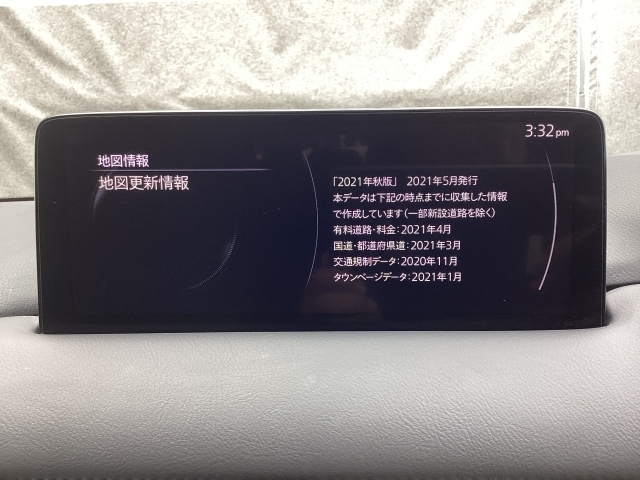 3:32pm
地図情報
地図更新情報
「2021年秋版」 2021年5月発行
本データは下記の時点までに収集した情報
で作成しています(一部新設道路を除く)
有料道路・料金:2021年4月
国道・都道府県道:2021年3月
交通規制データ:2020年11月
タウンページデータ:2021年1月